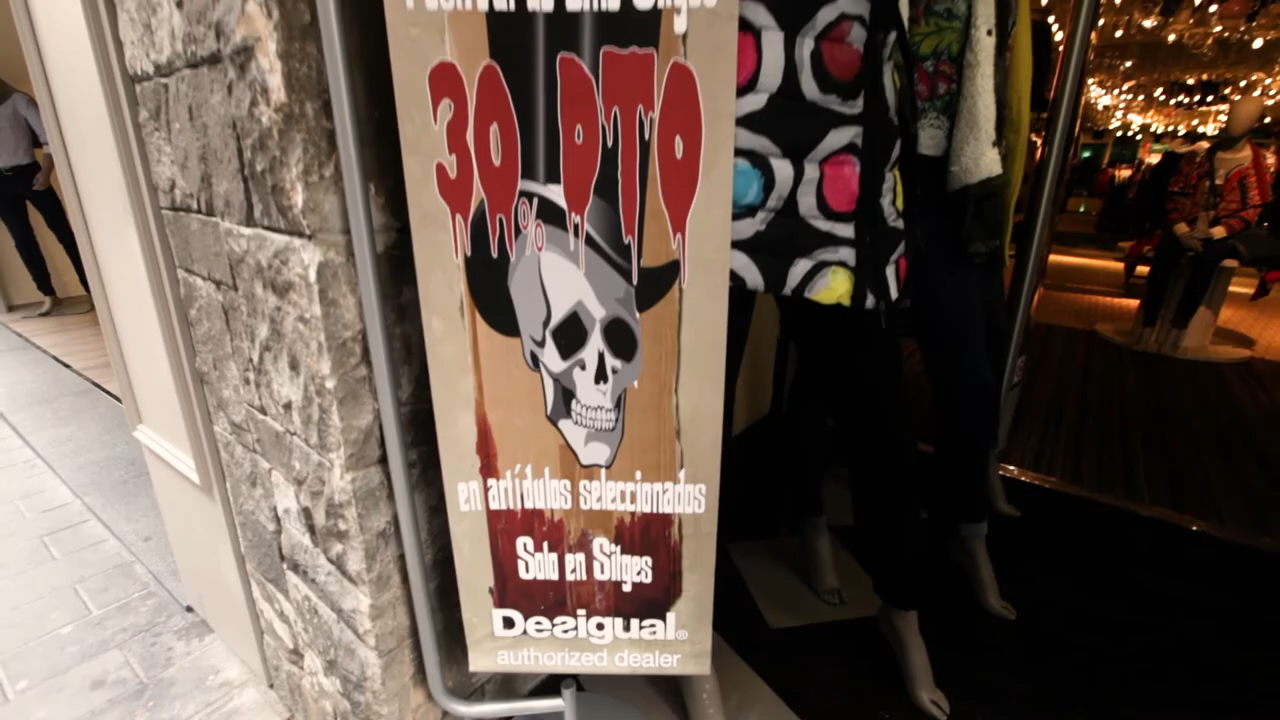 30 % DTO
en artídulos seleccionados
Solo en Sitges
Desigual®
authorized dealer